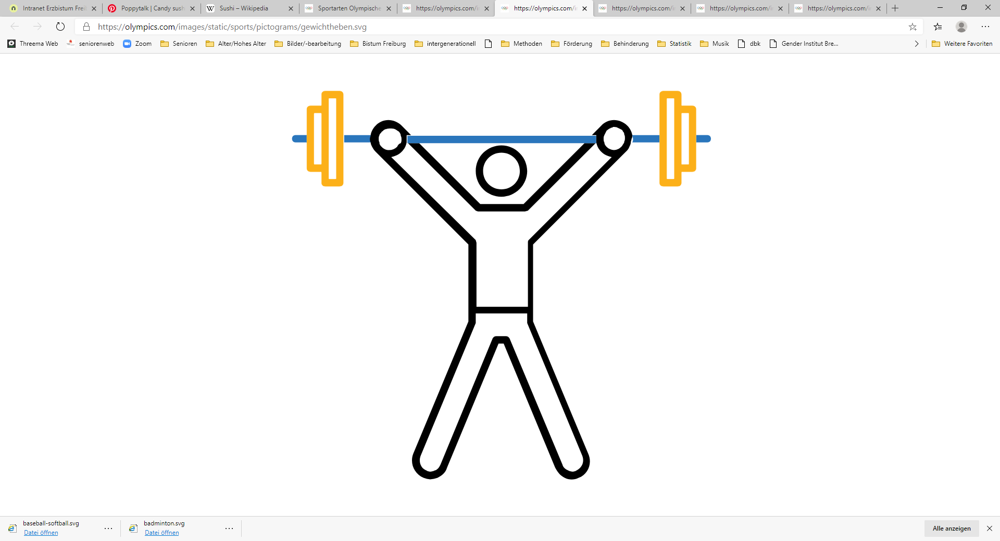 Intranet Erzbistum Frei
Poppytalk | Candy sush
Sushi – Wikipedia
Sportarten Olympische
https://olympics.com/i
https://olympics.com/i
https://olympics.com/i
https://olympics.com/i
https://olympics.com/i
https://olympics.com/images/static/sports/pictograms/gewichtheben.svg
Threema Web
seniorenweb
Zoom
Senioren
Alter/Hohes Alter
Bilder/-bearbeitung
Bistum Freiburg
intergenerationell
Methoden
Förderung
Behinderung
Statistik
Musik
dbk
Gender Institut Bre...
Weitere Favoriten
baseball-softball.svg
Datei öffnen
badminton.svg
Datei öffnen
Alle anzeigen